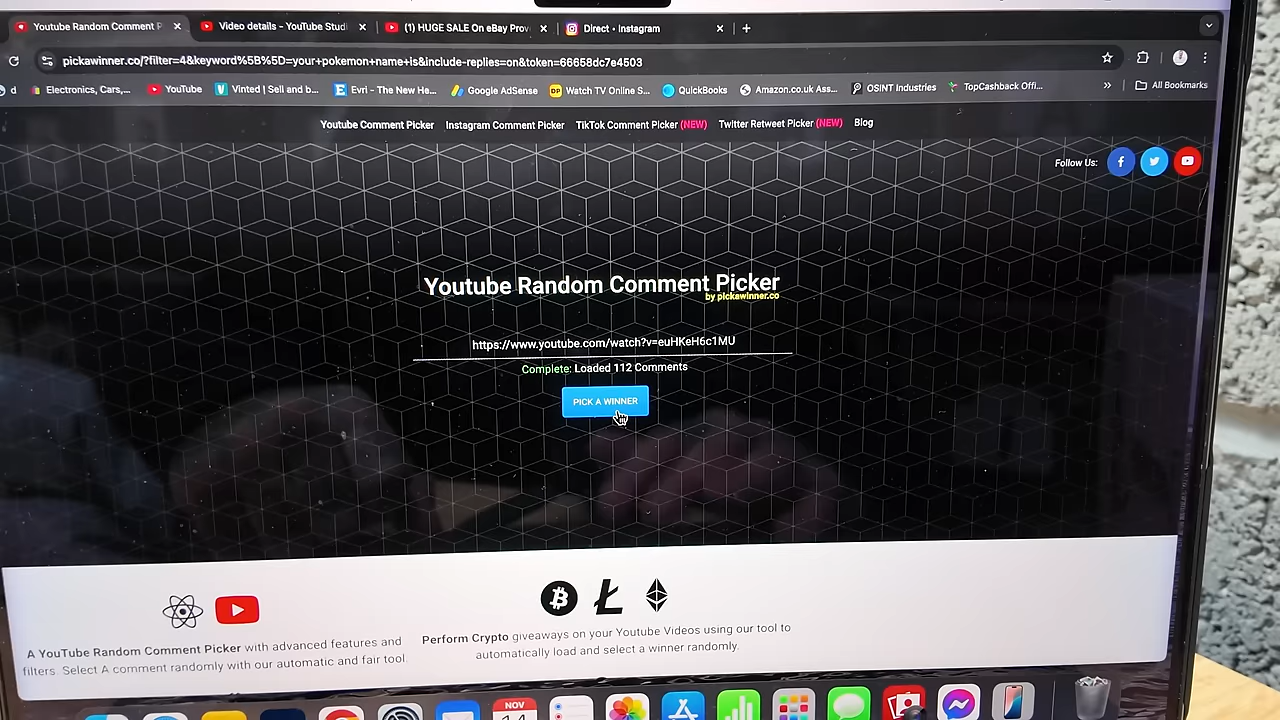 Youtube Random Comment P
Video details - YouTube Studi
(1) HUGE SALE On eBay Prov
Direct • Instagram
pickawinner.co/?filter=4&keyword%5B%5D=your+pokemon+name+is&include-replies=on&token=66658dc7e4503
d
Electronics, Cars,...
YouTube
Vinted | Sell and b...
Evri - The New He...
Google AdSense
Watch TV Online S...
QuickBooks
Amazon.co.uk Ass...
OSINT Industries
TopCashback Offi...
»
All Bookmarks
Youtube Comment Picker
Instagram Comment Picker
TikTok Comment Picker (NEW)
Twitter Retweet Picker (NEW)
Blog
Follow Us:
Youtube Random Comment Picker
by pickawinner.co
https://www.youtube.com/watch?v=euHKeH6c1MU
Complete: Loaded 112 Comments
PICK A WINNER
A YouTube Random Comment Picker with advanced features and
filters. Select A comment randomly with our automatic and fair tool.
Perform Crypto giveaways on your Youtube Videos using our tool to
automatically load and select a winner randomly.
NOV